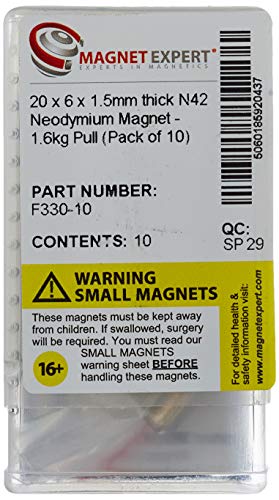 MAGNET EXPERT®
EXPERTS IN MAGNETICS
20 x 6 x 1.5mm thick N42
Neodymium Magnet -
1.6kg Pull (Pack of 10)
5060185920437
PART NUMBER:
F330-10
CONTENTS: 10
QC:
SP 29
WARNING
SMALL MAGNETS
These magnets must be kept away
from children. If swallowed, surgery
will be required. You must read our
SMALL MAGNETS
warning sheet BEFORE
handling these magnets.
16+
For detailed health &
safety information visit:
www.magnetexpert.com